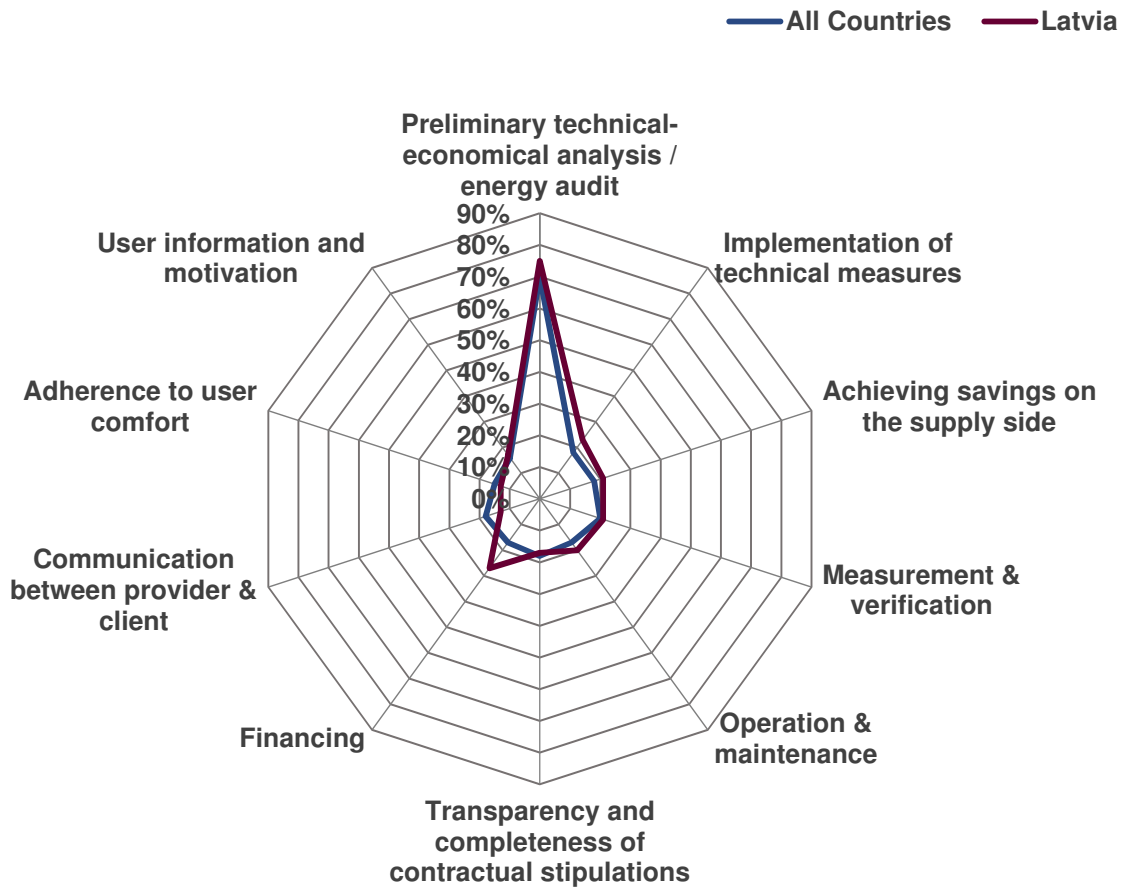 All Countries
Latvia
Preliminary technical-
economical analysis /
energy audit
90%
80%
70%
60%
50%
40%
30%
20%
10%
0%
User information and
motivation
Implementation of
technical measures
Adherence to user
comfort
Achieving savings on
the supply side
Communication
between provider &
client
Measurement &
verification
Financing
Operation &
maintenance
Transparency and
completeness of
contractual stipulations